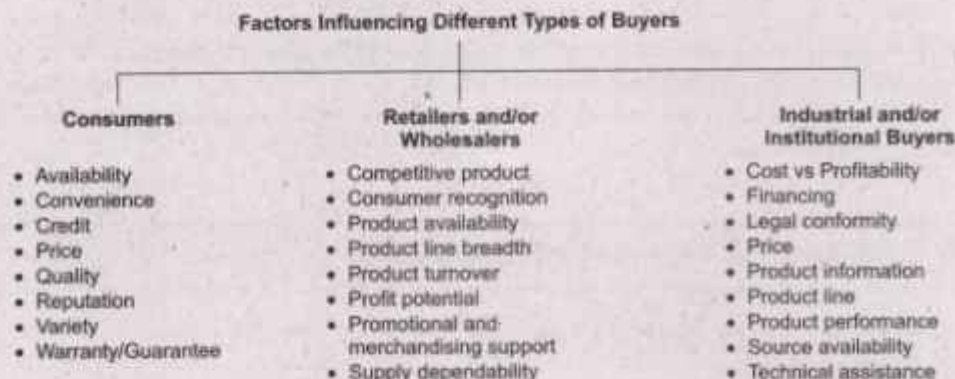 Factors Influencing Different Types of Buyers
Consumers
• Availability
• Convenience
• Credit
• Price
• Quality
• Reputation
• Variety
• Warranty/Guarantee
Retailers and/or
Wholesalers
• Competitive product
• Consumer recognition
• Product availability
• Product line breadth
• Product turnover
• Profit potential
• Promotional and
merchandising support
• Supply dependability
Industrial and/or
Institutional Buyers
• Cost vs Profitability
• Financing
• Legal conformity
• Price
• Product information
• Product line
• Product performance
• Source availability
• Technical assistance